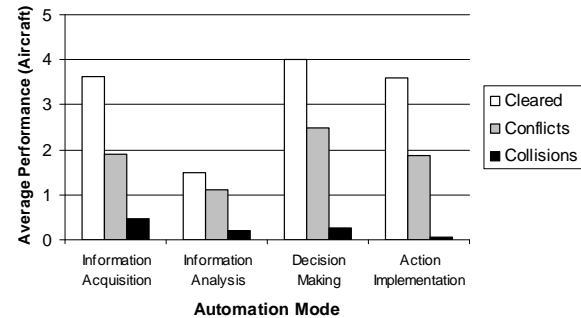 Average Performance (Aircraft)
5
4
3
2
1
0
Information Acquisition
Information Analysis
Decision Making
Action Implementation
Automation Mode
Cleared
Conflicts
Collisions